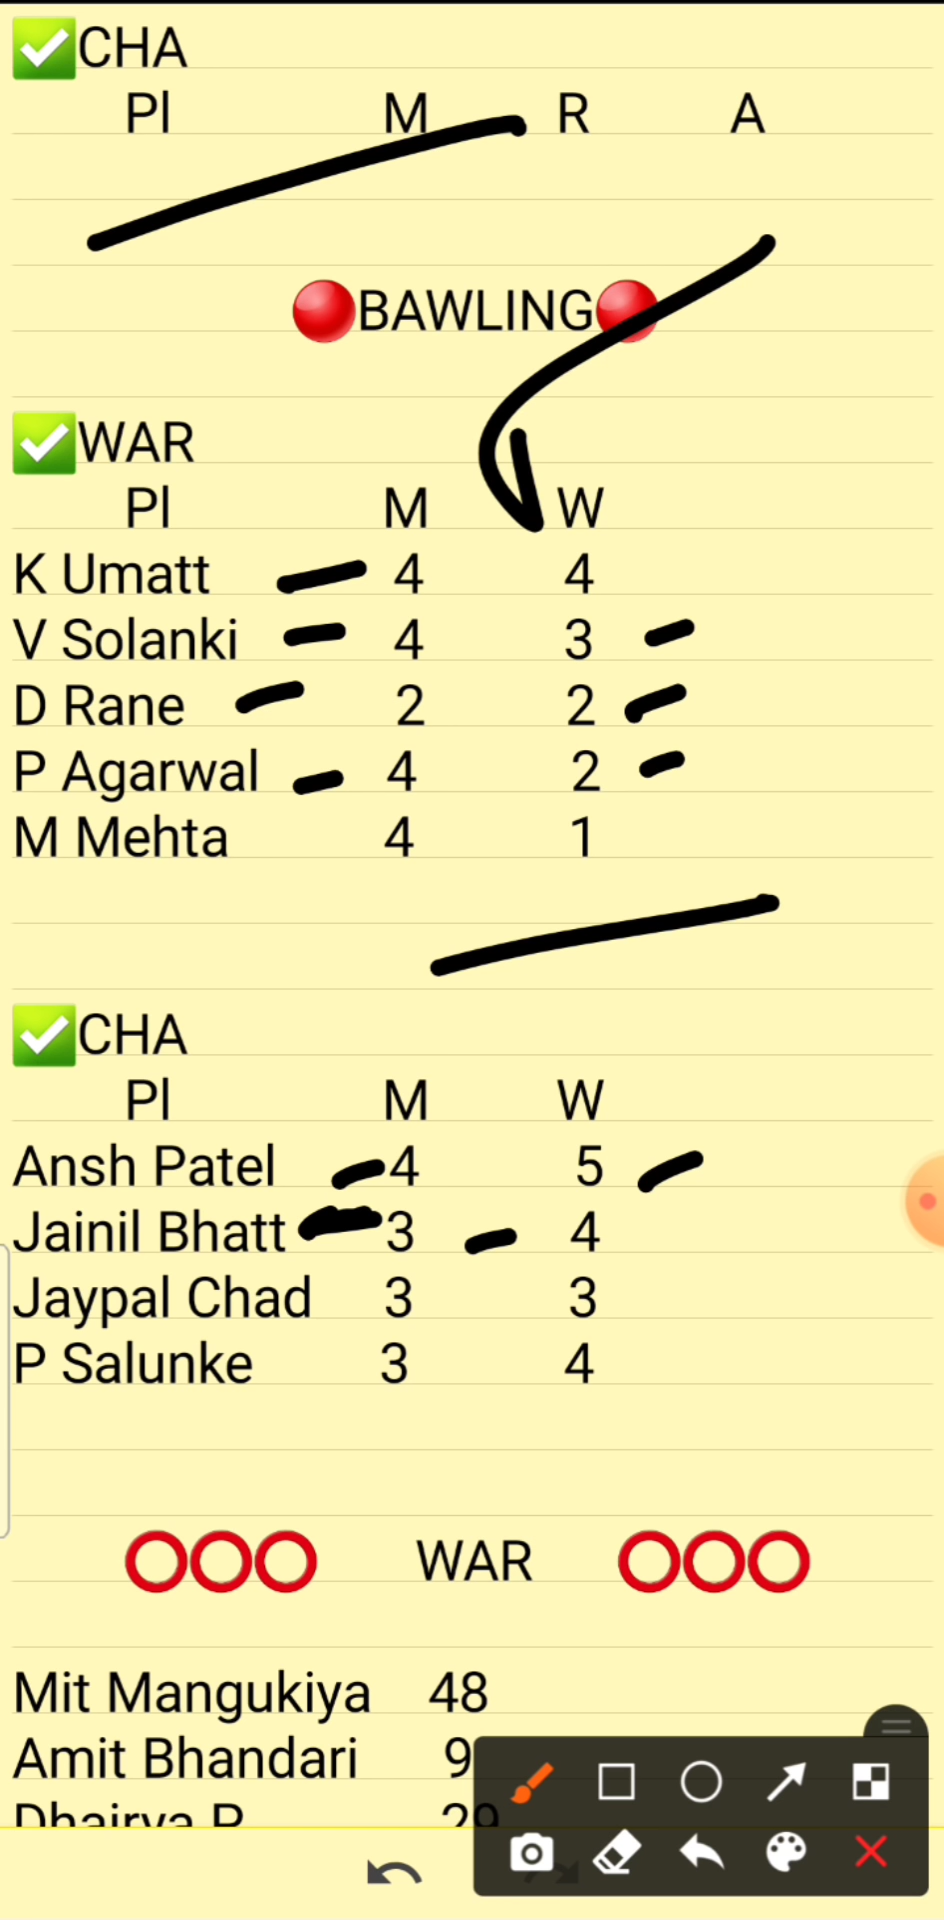 ✅CHA
Pl M R A
🔴BAWLING🔴
✅WAR
Pl M W
K Umatt 4 4
V Solanki 4 3
D Rane 2 2
P Agarwal 4 2
M Mehta 4 1
✅CHA
Pl M W
Ansh Patel 4 5
Jainil Bhatt 3 4
Jaypal Chad 3 3
P Salunke 3 4
⭕⭕⭕ WAR ⭕⭕⭕
Mit Mangukiya 48
Amit Bhandari 9